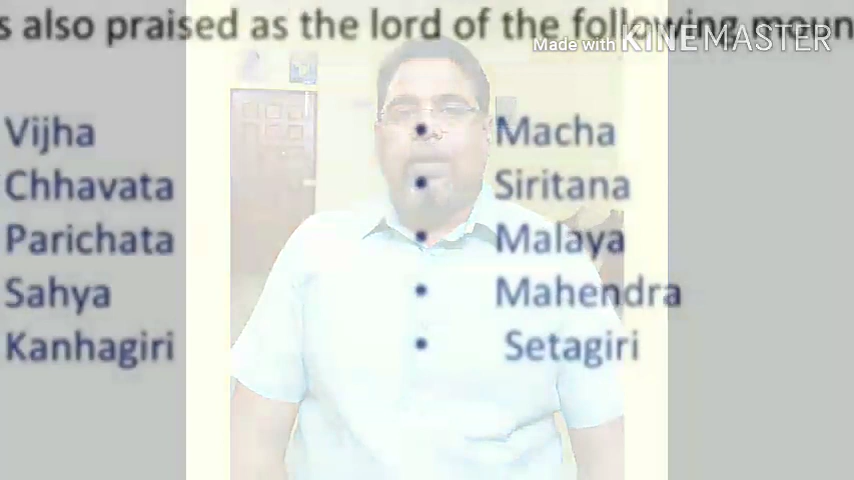 s also praised as the lord of the following moun
Made with KINEMASTER
Vijha • Macha
Chhavata • Siritana
Parichata • Malaya
Sahya • Mahendra
Kanhagiri • Setagiri